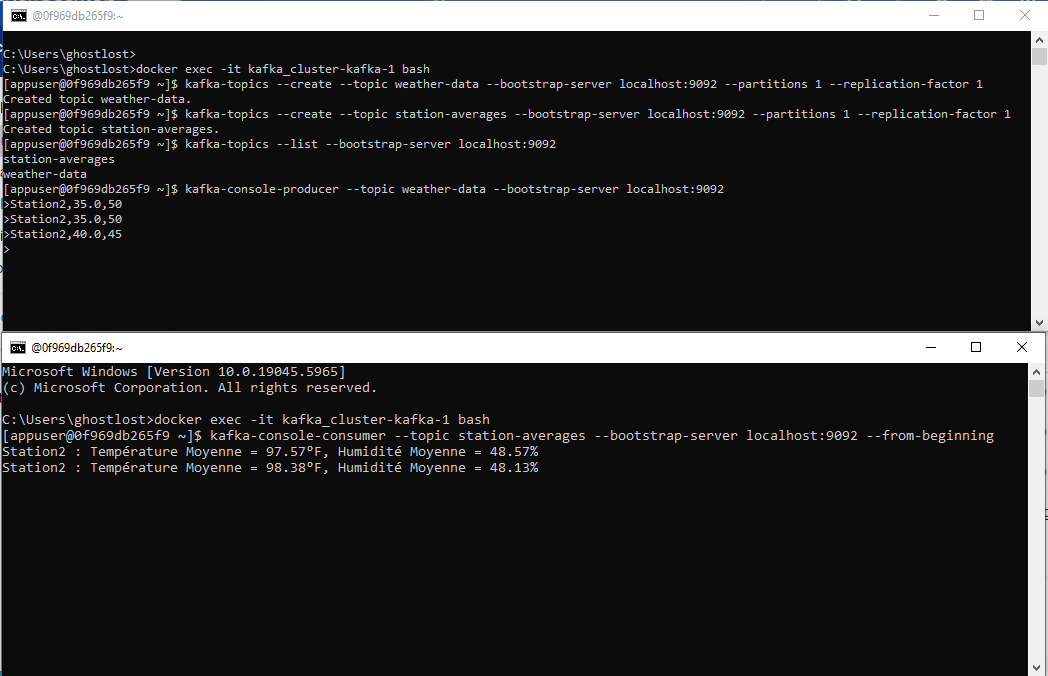 @0f969db265f9:~
C:\Users\ghostlost>
C:\Users\ghostlost>docker exec -it kafka_cluster-kafka-1 bash
[appuser@0f969db265f9 ~]$ kafka-topics --create --topic weather-data --bootstrap-server localhost:9092 --partitions 1 --replication-factor 1
Created topic weather-data.
[appuser@0f969db265f9 ~]$ kafka-topics --create --topic station-averages --bootstrap-server localhost:9092 --partitions 1 --replication-factor 1
Created topic station-averages.
[appuser@0f969db265f9 ~]$ kafka-topics --list --bootstrap-server localhost:9092
station-averages
weather-data
[appuser@0f969db265f9 ~]$ kafka-console-producer --topic weather-data --bootstrap-server localhost:9092
>Station2,35.0,50
>Station2,35.0,50
>Station2,40.0,45
>
@0f969db265f9:~
Microsoft Windows [Version 10.0.19045.5965]
(c) Microsoft Corporation. All rights reserved.
C:\Users\ghostlost>docker exec -it kafka_cluster-kafka-1 bash
[appuser@0f969db265f9 ~]$ kafka-console-consumer --topic station-averages --bootstrap-server localhost:9092 --from-beginning
Station2 : Température Moyenne = 97.57°F, Humidité Moyenne = 48.57%
Station2 : Température Moyenne = 98.38°F, Humidité Moyenne = 48.13%